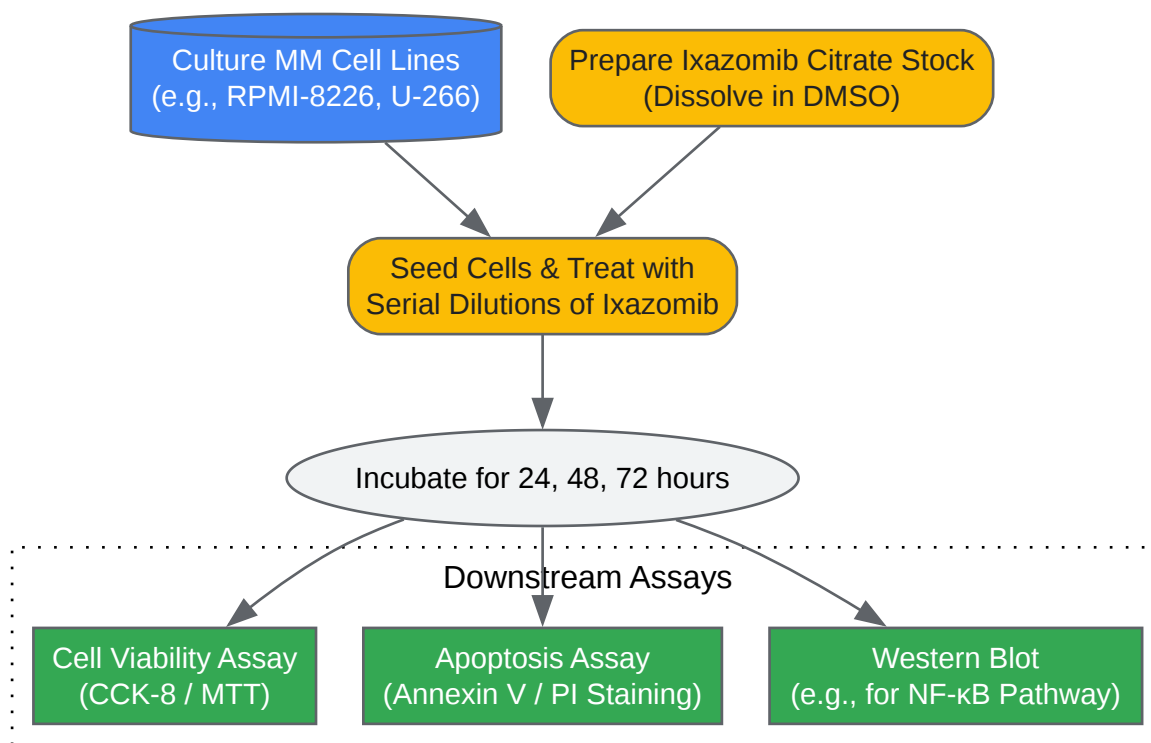 Culture MM Cell Lines
(e.g., RPMI-8226, U-266)
Prepare Ixazomib Citrate Stock
(Dissolve in DMSO)
Seed Cells & Treat with
Serial Dilutions of Ixazomib
Incubate for 24, 48, 72 hours
Downstream Assays
Cell Viability Assay
(CCK-8 / MTT)
Apoptosis Assay
(Annexin V / PI Staining)
Western Blot
(e.g., for NF-κB Pathway)